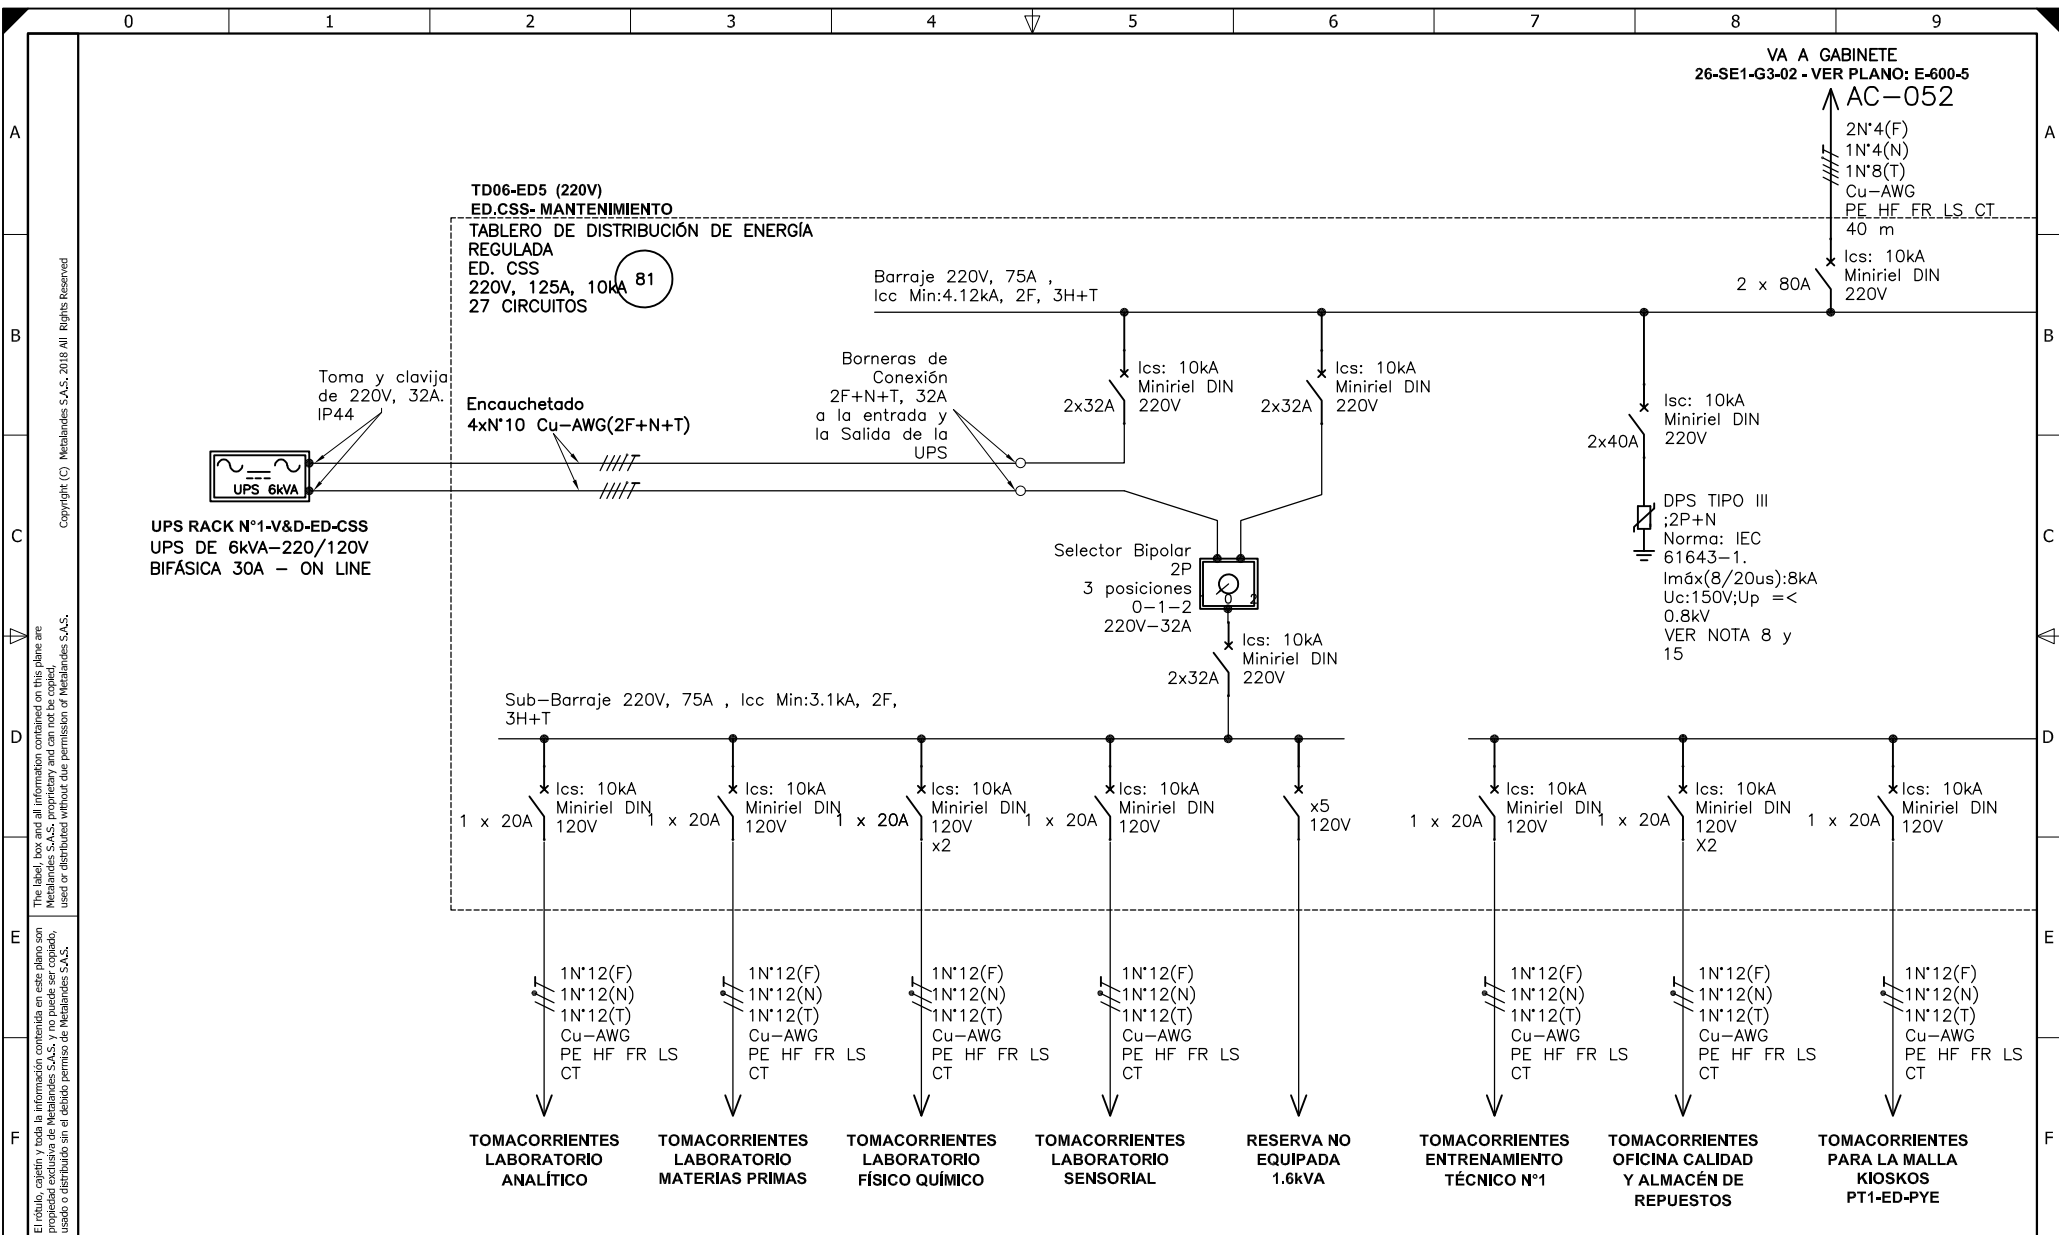 0 1 2 3 4 5 6 7 8 9
VA A GABINETE
26-SE1-G3-02 - VER PLANO: E-600-5
AC-052
2N°4(F)
1N°4(N)
1N°8(T)
Cu-AWG
PE HF FR LS CT
40 m
A
A
TD06-ED5 (220V)
ED.CSS- MANTENIMIENTO
TABLERO DE DISTRIBUCIÓN DE ENERGÍA
REGULADA
ED. CSS
220V, 125A, 10kA
27 CIRCUITOS
81
Barraje 220V, 75A ,
Icc Min:4.12kA, 2F, 3H+T
2 x 80A
Ics: 10kA
Miniriel DIN
220V
B
B
Toma y clavija
de 220V, 32A.
IP44
Encauchetado
4xN°10 Cu-AWG(2F+N+T)
Borneras de
Conexión
2F+N+T, 32A
a la entrada y
la Salida de la
UPS
2x32A
Ics: 10kA
Miniriel DIN
220V
2x32A
Ics: 10kA
Miniriel DIN
220V
2x40A
Isc: 10kA
Miniriel DIN
220V
UPS 6kVA
UPS RACK N°1-V&D-ED-CSS
UPS DE 6kVA-220/120V
BIFÁSICA 30A - ON LINE
C
C
DPS TIPO III
;2P+N
Norma: IEC
61643-1.
Imáx(8/20us):8kA
Uc:150V;Up =<
0.8kV
VER NOTA 8 y
15
Selector Bipolar
2P
3 posiciones
0-1-2
220V-32A
0 2
2x32A
Ics: 10kA
Miniriel DIN
220V
Sub-Barraje 220V, 75A , Icc Min:3.1kA, 2F,
3H+T
D
D
1 x 20A
Ics: 10kA
Miniriel DIN
120V
1 x 20A
Ics: 10kA
Miniriel DIN
120V
1 x 20A
Ics: 10kA
Miniriel DIN
120V
x2
1 x 20A
Ics: 10kA
Miniriel DIN
120V
x5
120V
1 x 20A
Ics: 10kA
Miniriel DIN
120V
1 x 20A
Ics: 10kA
Miniriel DIN
120V
X2
1 x 20A
Ics: 10kA
Miniriel DIN
120V
E
E
1N°12(F)
1N°12(N)
1N°12(T)
Cu-AWG
PE HF FR LS
CT
1N°12(F)
1N°12(N)
1N°12(T)
Cu-AWG
PE HF FR LS
CT
1N°12(F)
1N°12(N)
1N°12(T)
Cu-AWG
PE HF FR LS
CT
1N°12(F)
1N°12(N)
1N°12(T)
Cu-AWG
PE HF FR LS
CT
1N°12(F)
1N°12(N)
1N°12(T)
Cu-AWG
PE HF FR LS
CT
1N°12(F)
1N°12(N)
1N°12(T)
Cu-AWG
PE HF FR LS
CT
1N°12(F)
1N°12(N)
1N°12(T)
Cu-AWG
PE HF FR LS
CT
F
F
TOMACORRIENTES
LABORATORIO
ANALÍTICO
TOMACORRIENTES
LABORATORIO
MATERIAS PRIMAS
TOMACORRIENTES
LABORATORIO
FÍSICO QUÍMICO
TOMACORRIENTES
LABORATORIO
SENSORIAL
RESERVA NO
EQUIPADA
1.6kVA
TOMACORRIENTES
ENTRENAMIENTO
TÉCNICO N°1
TOMACORRIENTES
OFICINA CALIDAD
Y ALMACÉN DE
REPUESTOS
TOMACORRIENTES
PARA LA MALLA
KIOSKOS
PT1-ED-PYE
The label, box and all information contained on this plane are
Metalandes S.A.S. proprietary and can not be copied,
used or distributed without due permission of Metalandes S.A.S.
Copyright (C) Metalandes S.A.S. 2018 All Rights Reserved
El rótulo, cajetín y toda la información contenida en este plano son
propiedad exclusiva de Metalandes S.A.S. y no puede ser copiado,
usado o distribuido sin el debido permiso de Metalandes S.A.S.